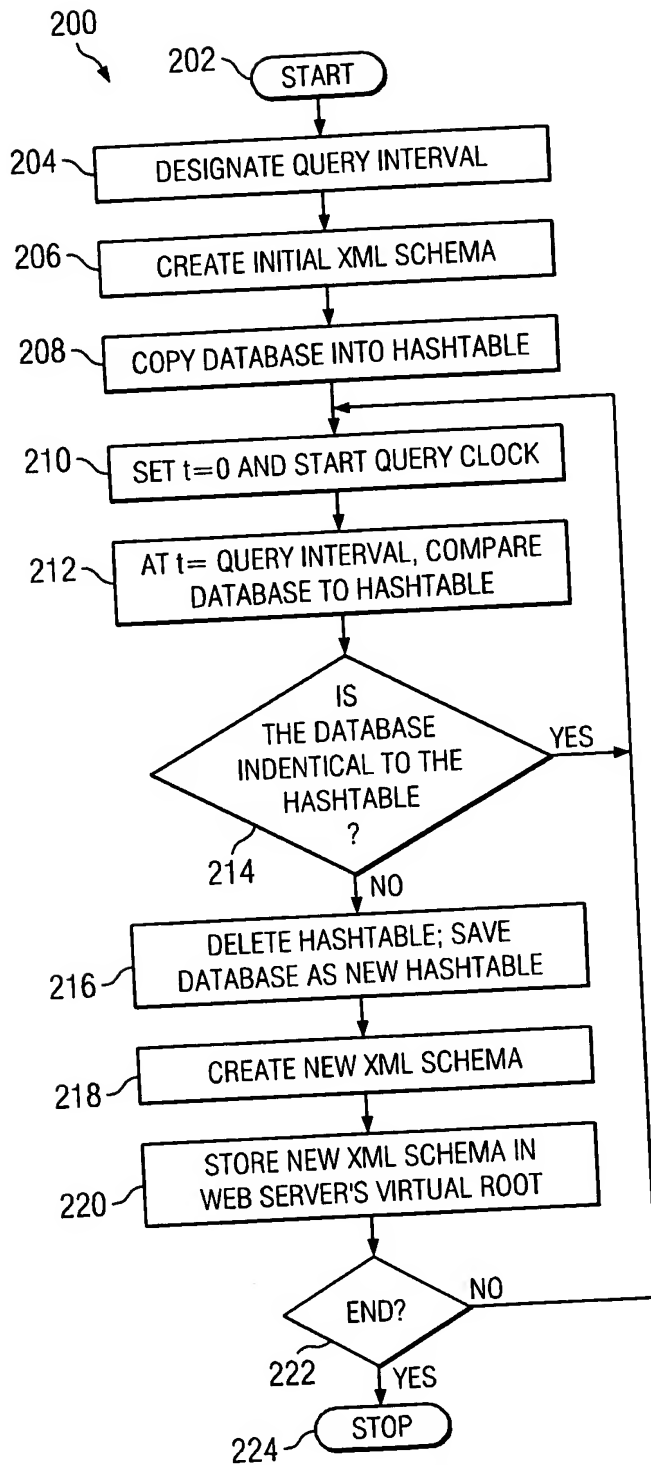 200
202
START
204
DESIGNATE QUERY INTERVAL
206
CREATE INITIAL XML SCHEMA
208
COPY DATABASE INTO HASHTABLE
210
SET t=0 AND START QUERY CLOCK
212
AT t= QUERY INTERVAL, COMPARE
DATABASE TO HASHTABLE
IS
THE DATABASE
INDENTICAL TO THE
HASHTABLE
?
YES
214
NO
216
DELETE HASHTABLE; SAVE
DATABASE AS NEW HASHTABLE
218
CREATE NEW XML SCHEMA
220
STORE NEW XML SCHEMA IN
WEB SERVER'S VIRTUAL ROOT
END?
NO
222
YES
224
STOP